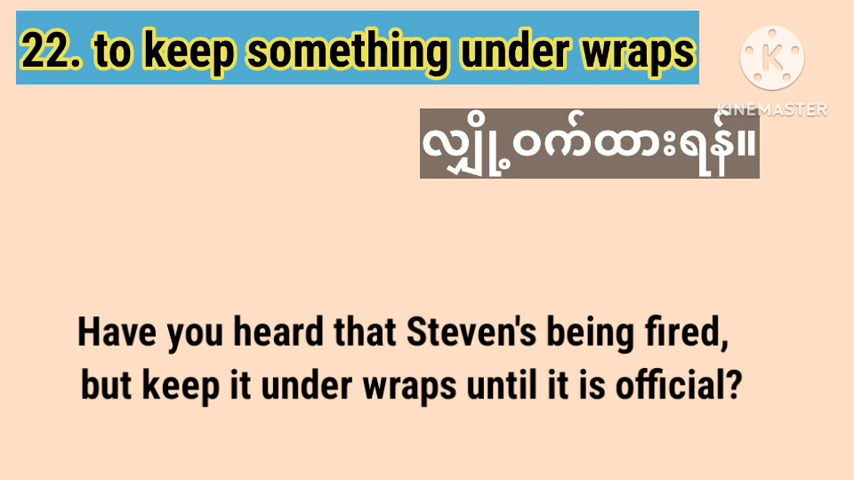 22. to keep something under wraps
KINEMASTER
လျှို့ဝှက်ထားရန်။
Have you heard that Steven's being fired,
but keep it under wraps until it is official?